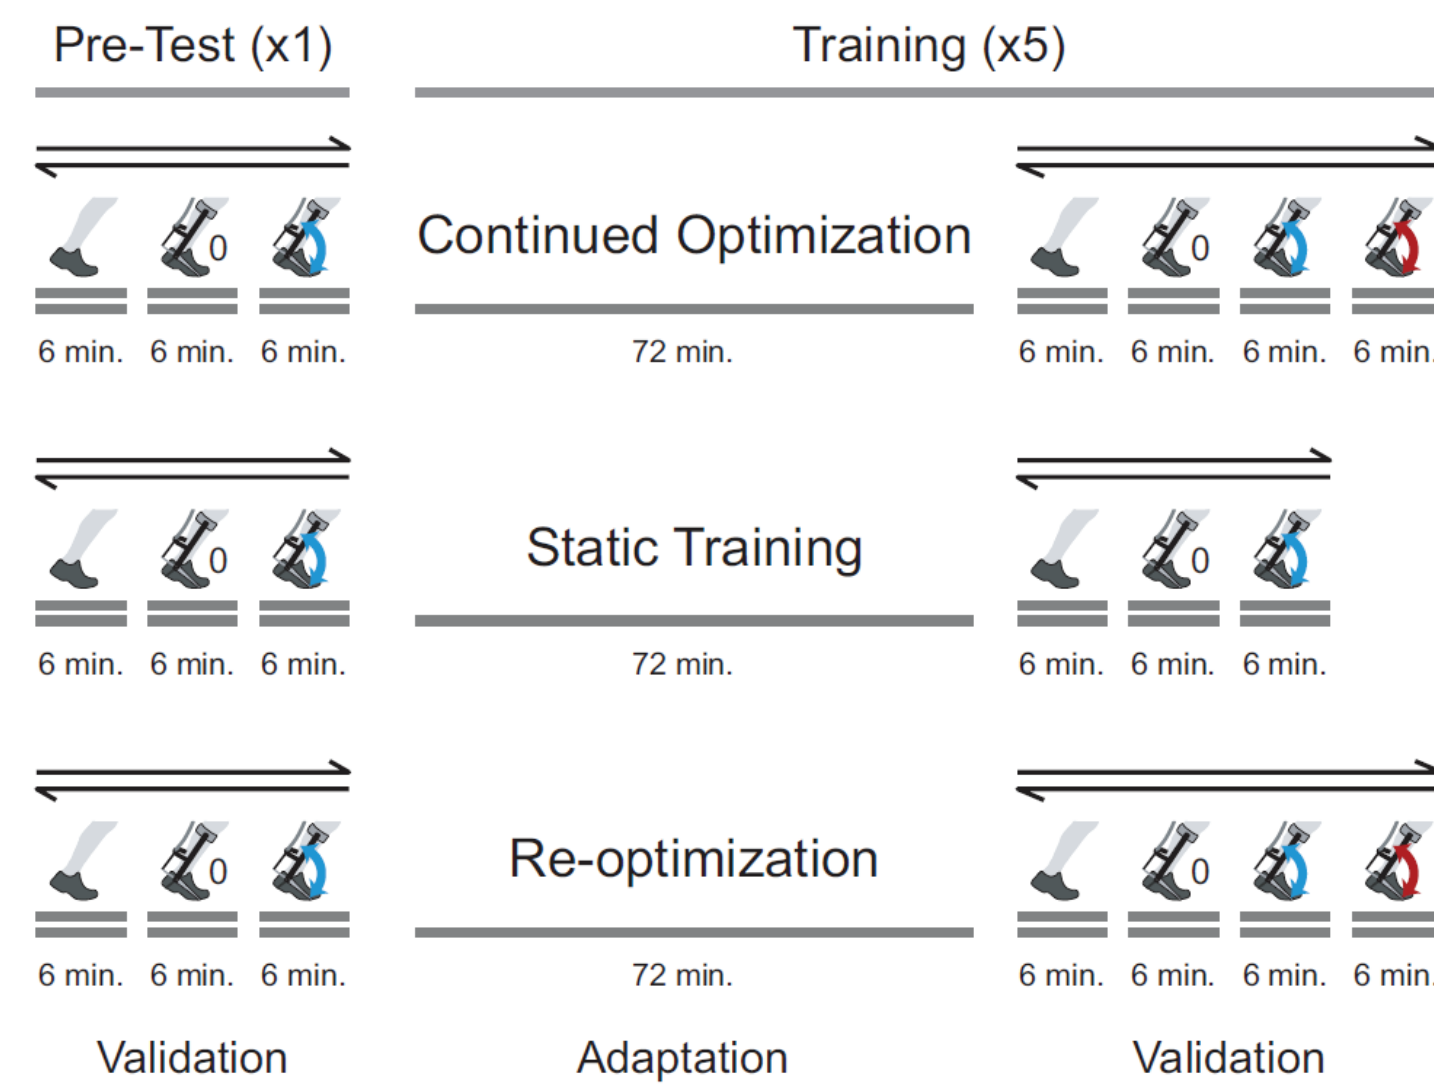 Pre-Test (x1) Training (x5)
0 Continued Optimization 0
6 min. 6 min. 6 min. 72 min. 6 min. 6 min. 6 min. 6 min.
0 Static Training 0
6 min. 6 min. 6 min. 72 min. 6 min. 6 min. 6 min.
0 Re-optimization 0
6 min. 6 min. 6 min. 72 min. 6 min. 6 min. 6 min. 6 min.
Validation Adaptation Validation